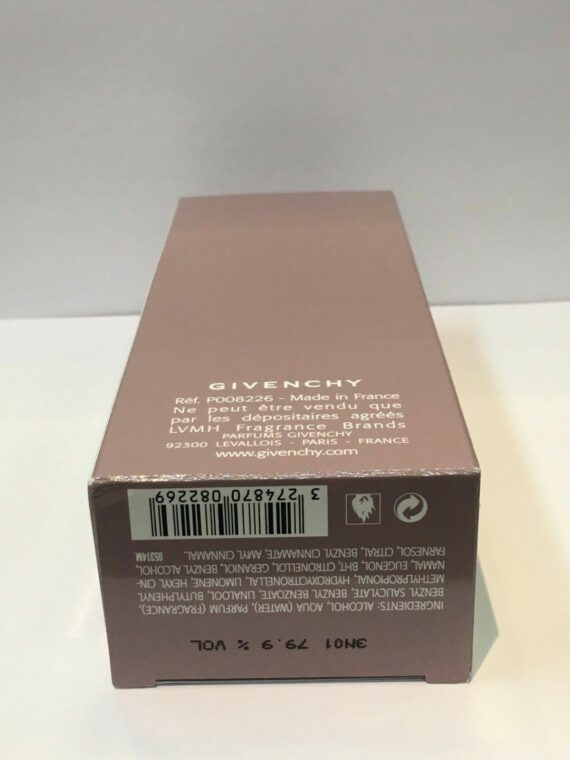 GIVENCHY
Réf. P008226 - Made in France
Ne peut être vendu que
par les dépositaires agréés
LVMH Fragrance Brands
PARFUMS GIVENCHY
92300 LEVALLOIS - PARIS - FRANCE
www.givenchy.com
3 274870 082269
3N01 79.9 % VOL
INGREDIENTS: ALCOHOL, AQUA (WATER), PARFUM (FRAGRANCE),
BENZYL SALICYLATE, BENZYL BENZOATE, LINALOOL, BUTYLPHENYL
METHYLPROPIONAL, HYDROXYCITRONELLA, LIMONENE, HEXYL CIN-
NAMAL, EUGENOL, BHT, CITRONELLOL, GERANIOL, BENZYL ALCOHOL,
FARNESOL, CITRAL, BENZYL CINNAMATE, AMYL CINNAMAL
05314M